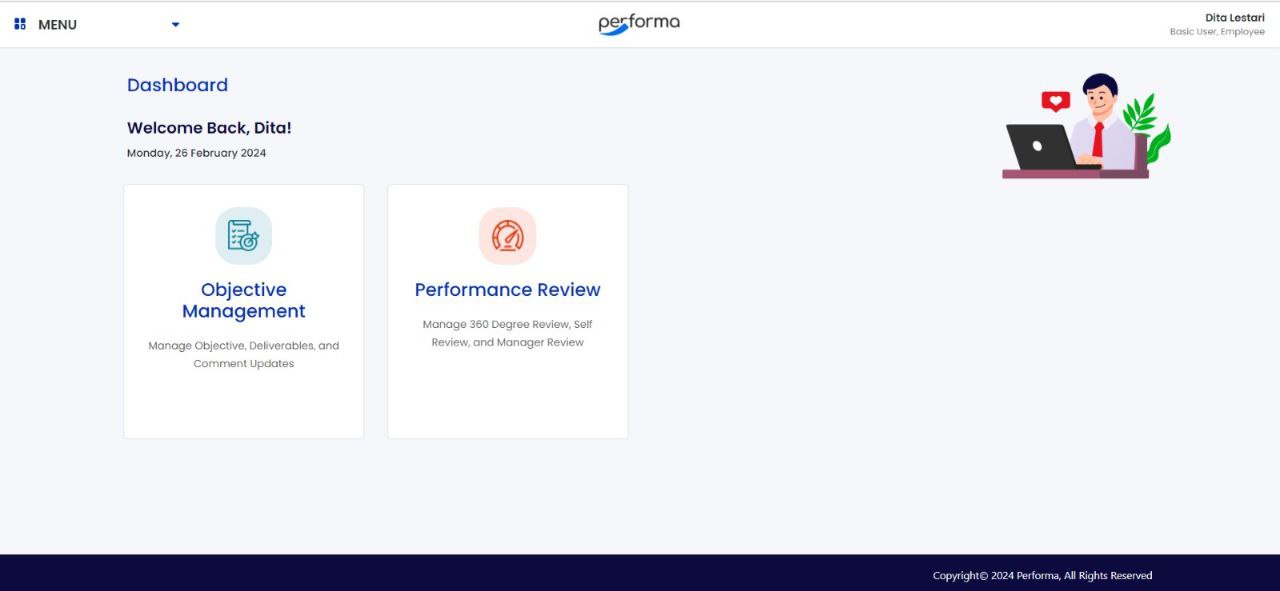 MENU
performa
Dita Lestari
Basic User, Employee
Dashboard
Welcome Back, Dita!
Monday, 26 February 2024
Objective
Management
Manage Objective, Deliverables, and
Comment Updates
Performance Review
Manage 360 Degree Review, Self
Review, and Manager Review
Copyright© 2024 Performa, All Rights Reserved